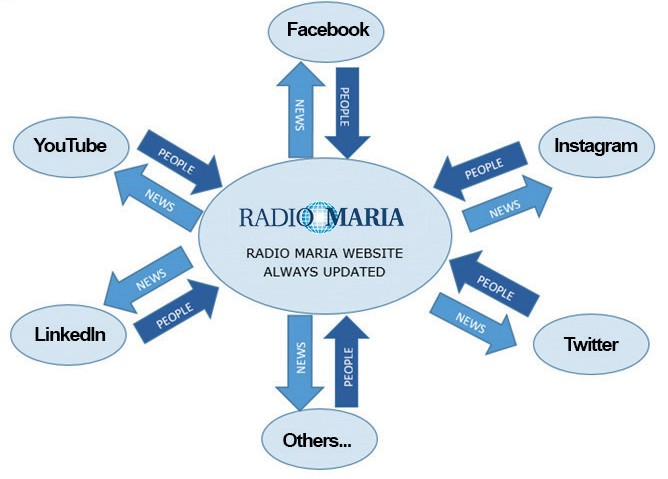 Facebook
NEWS
PEOPLE
YouTube
PEOPLE
NEWS
Instagram
PEOPLE
NEWS
RADIO MARIA
RADIO MARIA WEBSITE
ALWAYS UPDATED
NEWS
PEOPLE
LinkedIn
PEOPLE
NEWS
Twitter
NEWS
PEOPLE
Others...